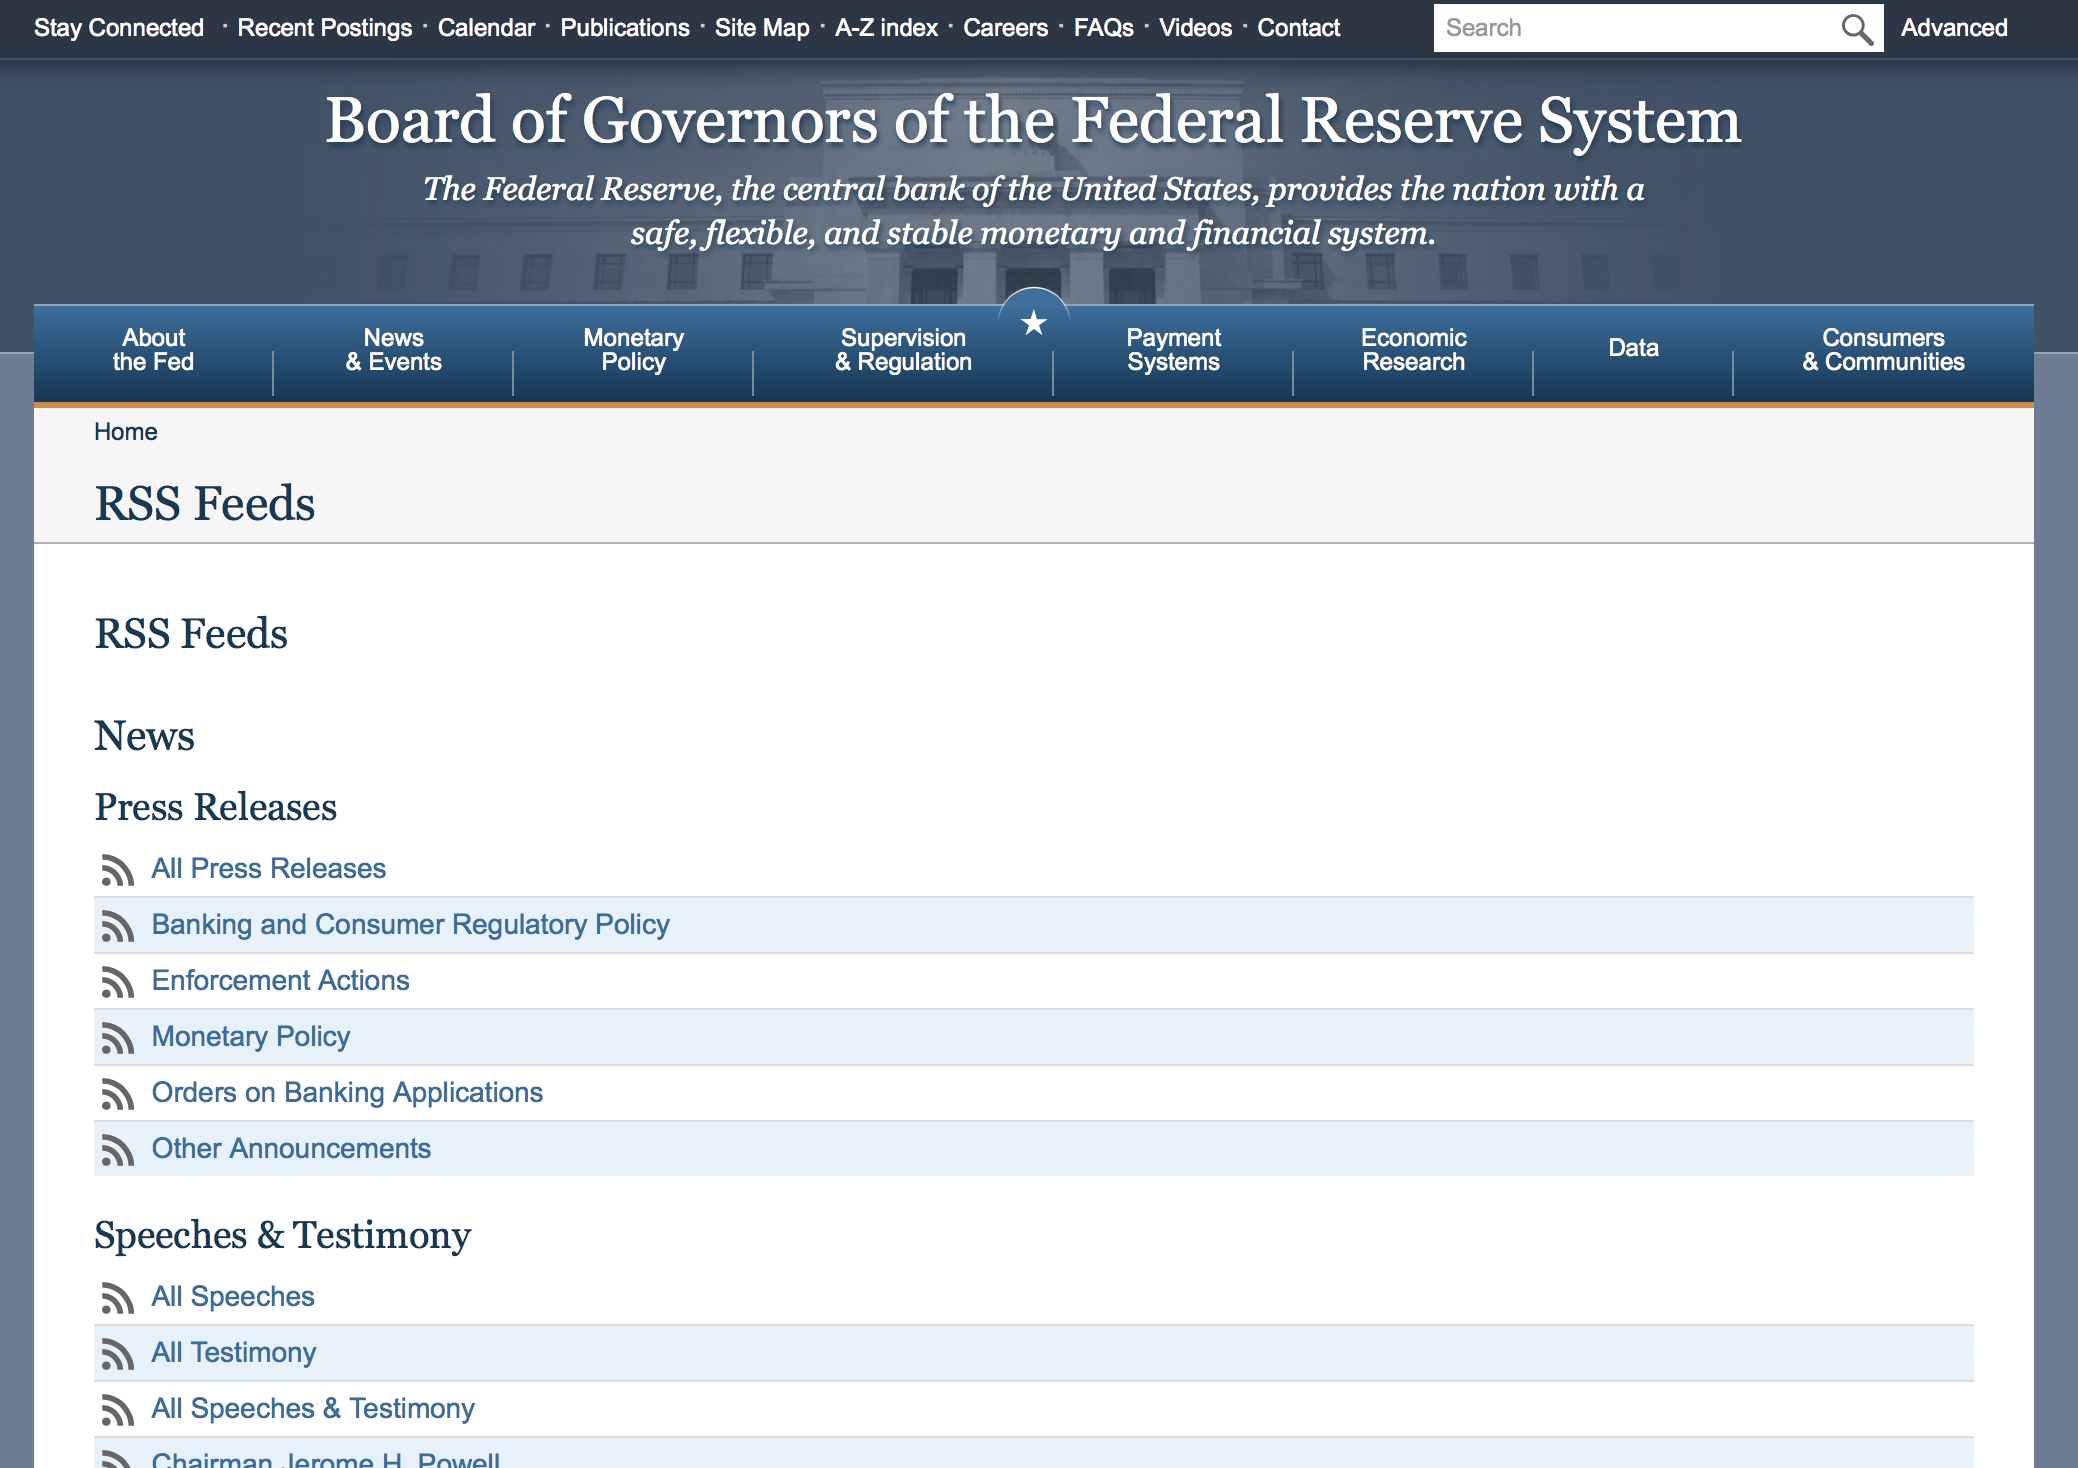 Stay Connected · Recent Postings · Calendar · Publications · Site Map · A-Z index · Careers · FAQs · Videos · Contact Search Advanced
Board of Governors of the Federal Reserve System
The Federal Reserve, the central bank of the United States, provides the nation with a
safe, flexible, and stable monetary and financial system.
About
the Fed
News
& Events
Monetary
Policy
Supervision
& Regulation
Payment
Systems
Economic
Research
Data
Consumers
& Communities
Home
RSS Feeds
RSS Feeds
News
Press Releases
All Press Releases
Banking and Consumer Regulatory Policy
Enforcement Actions
Monetary Policy
Orders on Banking Applications
Other Announcements
Speeches & Testimony
All Speeches
All Testimony
All Speeches & Testimony
Chairman Jerome H. Powell